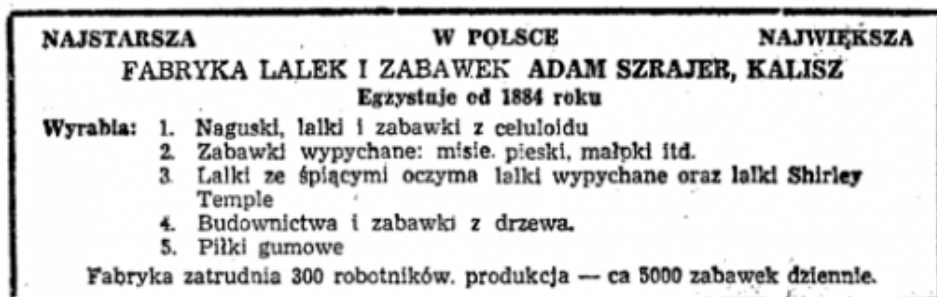 NAJSTARSZA W POLSCE NAJWIĘKSZA
FABRYKA LALEK I ZABAWEK ADAM SZRAJER, KALISZ
Egzystuje od 1884 roku
Wyrabia: 1. Naguski, lalki i zabawki z celuloidu
2. Zabawki wypychane: misie. pieski, małpki itd.
3. Lalki ze śpiącymi oczyma lalki wypychane oraz lalki Shirley
Temple
4. Budownictwa i zabawki z drzewa.
5. Piłki gumowe
Fabryka zatrudnia 300 robotników. produkcja — ca 5000 zabawek dziennie.